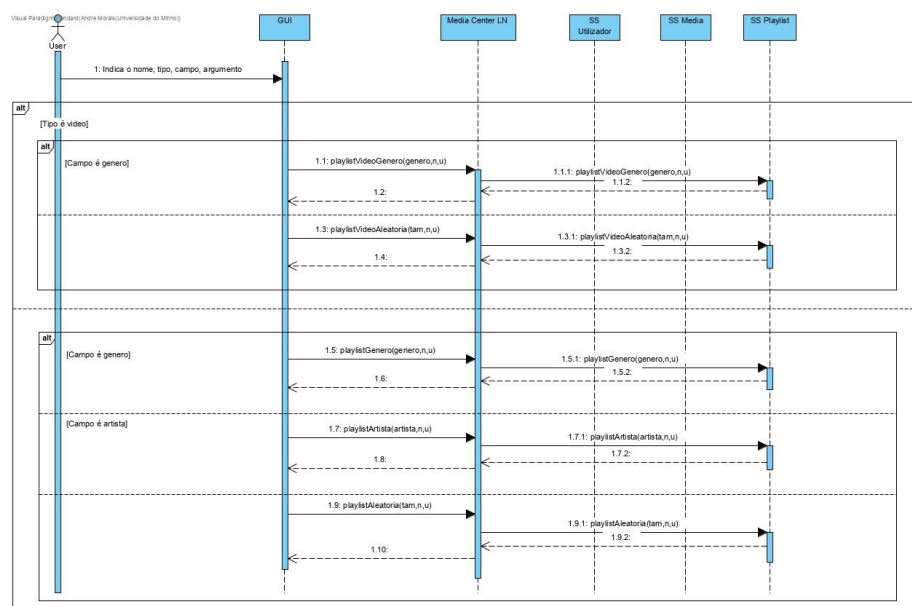 Visual Paradigm Standard(Andre Morais(Universidade do Minho))
User
GUI
Media Center LN
SS
Utilizador
SS Media
SS Playlist
1: Indica o nome, tipo, campo, argumento
alt
[Tipo é video]
alt
[Campo é genero]
1.1: playlistVideoGenero(genero,n,u)
1.1.1: playlistVideoGenero(genero,n,u)
1.1.2:
1.2:
1.3: playlistVideoAleatoria(tam,n,u)
1.3.1: playlistVideoAleatoria(tam,n,u)
1.3.2:
1.4:
alt
[Campo é genero]
1.5: playlistGenero(genero,n,u)
1.5.1: playlistGenero(genero,n,u)
1.5.2:
1.6:
[Campo é artista]
1.7: playlistArtista(artista,n,u)
1.7.1: playlistArtista(artista,n,u)
1.7.2:
1.8:
1.9: playlistAleatoria(tam,n,u)
1.9.1: playlistAleatoria(tam,n,u)
1.9.2:
1.10: